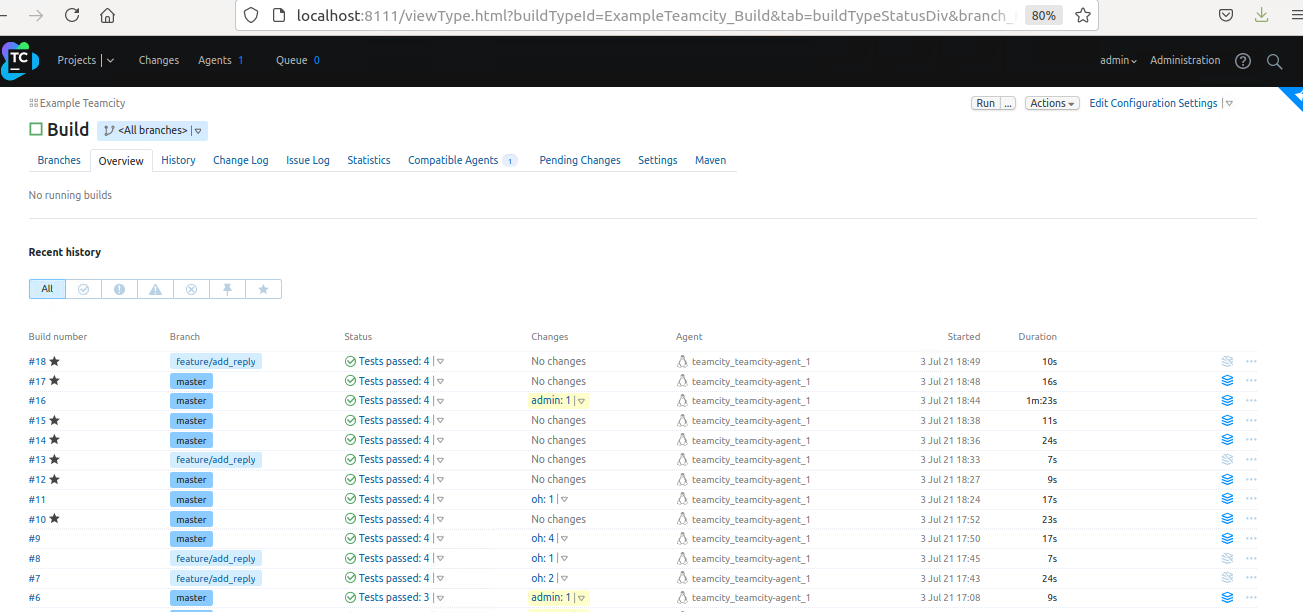 localhost:8111/viewType.html?buildTypeId=ExampleTeamcity_Build&tab=buildTypeStatusDiv&branch_ 80%
TC Projects Changes Agents 1 Queue 0 admin Administration ?
Example Teamcity Run ... Actions Edit Configuration Settings
Build <All branches>
Branches Overview History Change Log Issue Log Statistics Compatible Agents 1 Pending Changes Settings Maven
No running builds
Recent history
All
Build number Branch Status Changes Agent Started Duration
#18 feature/add_reply Tests passed: 4 No changes teamcity_teamcity-agent_1 3 Jul 21 18:49 10s
#17 master Tests passed: 4 No changes teamcity_teamcity-agent_1 3 Jul 21 18:48 16s
#16 master Tests passed: 4 admin: 1 teamcity_teamcity-agent_1 3 Jul 21 18:44 1m:23s
#15 master Tests passed: 4 No changes teamcity_teamcity-agent_1 3 Jul 21 18:38 11s
#14 master Tests passed: 4 No changes teamcity_teamcity-agent_1 3 Jul 21 18:36 24s
#13 feature/add_reply Tests passed: 4 No changes teamcity_teamcity-agent_1 3 Jul 21 18:33 7s
#12 master Tests passed: 4 No changes teamcity_teamcity-agent_1 3 Jul 21 18:27 9s
#11 master Tests passed: 4 oh: 1 teamcity_teamcity-agent_1 3 Jul 21 18:24 17s
#10 master Tests passed: 4 No changes teamcity_teamcity-agent_1 3 Jul 21 17:52 23s
#9 master Tests passed: 4 oh: 4 teamcity_teamcity-agent_1 3 Jul 21 17:50 17s
#8 feature/add_reply Tests passed: 4 oh: 1 teamcity_teamcity-agent_1 3 Jul 21 17:45 7s
#7 feature/add_reply Tests passed: 4 oh: 2 teamcity_teamcity-agent_1 3 Jul 21 17:43 24s
#6 master Tests passed: 3 admin: 1 teamcity_teamcity-agent_1 3 Jul 21 17:08 9s